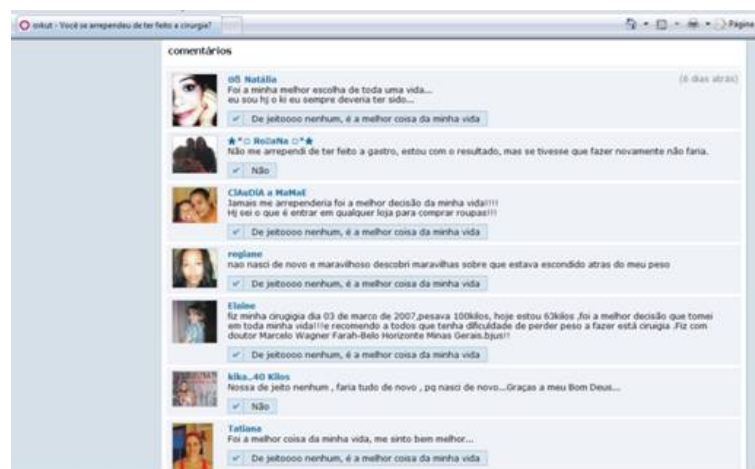 orkut - Você se arrependeu de ter feito a cirurgia?
Página
comentários
Natália
(6 dias atrás)
Foi a minha melhor escolha de toda uma vida...
eu sou hj o ki eu sempre deveria ter sido...
De jeitoooo nenhum, é a melhor coisa da minha vida
★*□ RoZaNa □*★
Não me arrependi de ter feito a gastro, estou com o resultado, mas se tivesse que fazer novamente não faria.
Não
ClAuDiA a MaMaE
Jamais me arrependeria foi a melhor decisão da minha vida!!!!
Hj sei o que é entrar em qualquer loja para comprar roupas!!!
De jeitoooo nenhum, é a melhor coisa da minha vida
regiane
nao nasci de novo e maravilhoso descobri maravilhas sobre que estava escondido atras do meu peso
De jeitoooo nenhum, é a melhor coisa da minha vida
Elaine
fiz minha cirugigia dia 03 de marco de 2007,pesava 100kilos, hoje estou 63kilos ,foi a melhor decisão que tomei
em toda minha vida!!!e recomendo a todos que tenha dificuldade de perder peso a fazer está ciruigia .Fiz com
doutor Marcelo Wagner Farah-Belo Horizonte Minas Gerais.bjus!!
De jeitoooo nenhum, é a melhor coisa da minha vida
kika..40 Kilos
Nossa de jeito nenhum , faria tudo de novo , pq nasci de novo...Graças a meu Bom Deus...
Não
Tatiana
Foi a melhor coisa da minha vida, me sinto bem melhor...
De jeitoooo nenhum, é a melhor coisa da minha vida